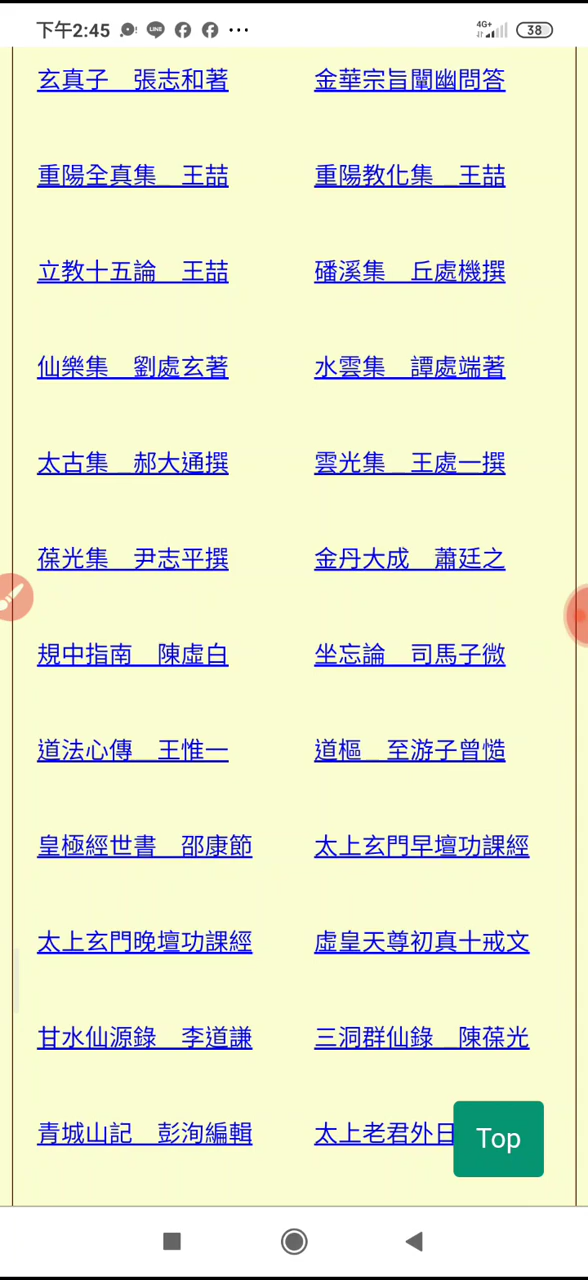 下午2:45 LINE ··· 4G+ 38
玄真子　張志和著　金華宗旨闡幽問答
重陽全真集　王喆　重陽教化集　王喆
立教十五論　王喆　磻溪集　丘處機撰
仙樂集　劉處玄著　水雲集　譚處端著
太古集　郝大通撰　雲光集　王處一撰
葆光集　尹志平撰　金丹大成　蕭廷之
規中指南　陳虛白　坐忘論　司馬子微
道法心傳　王惟一　道樞　至游子曾慥
皇極經世書　邵康節　太上玄門早壇功課經
太上玄門晚壇功課經　虛皇天尊初真十戒文
甘水仙源錄　李道謙　三洞群仙錄　陳葆光
青城山記　彭洵編輯　太上老君外日
Top